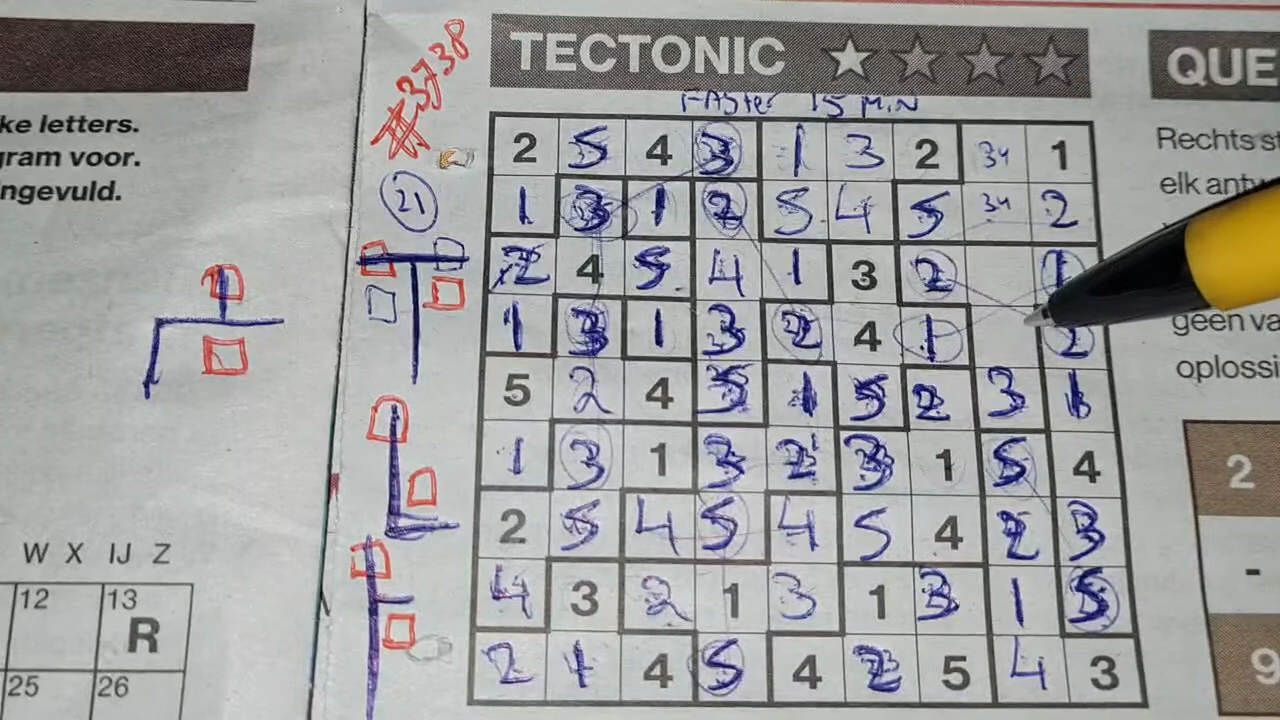 TECTONIC
QUE
#3738
FASTER 15 MIN
21
ke letters.
gram voor.
ngevuld.
Rechts st
elk antw
geen va
oplossi
2 5 4 3 1 3 2 34 1
1 3 1 2 5 4 5 34 2
2 4 5 4 1 3 2 1
1 3 1 3 2 4 1 2
5 2 4 5 1 5 2 3 1
1 3 1 3 2 3 1 5 4
2 5 4 5 4 5 4 2 3
4 3 2 1 3 1 3 1 5
2 1 4 5 4 2 5 4 3
W X IJ Z
12 13
R
25 26
2
-
9